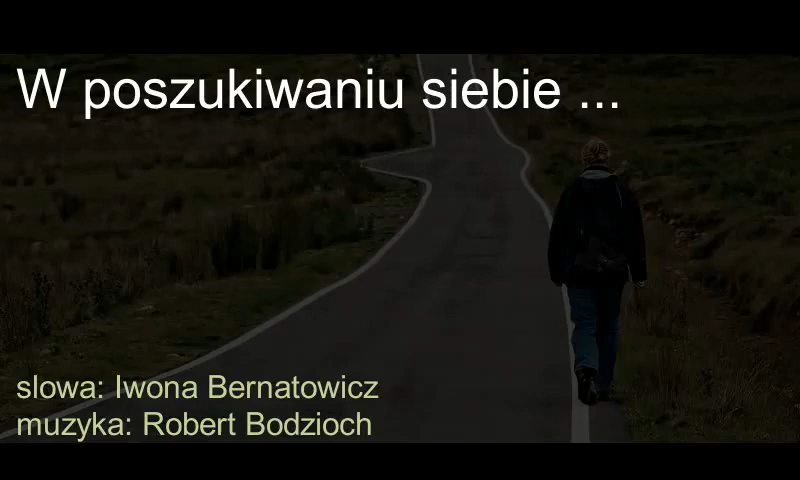 W poszukiwaniu siebie ...
slowa: Iwona Bernatowicz
muzyka: Robert Bodzioch